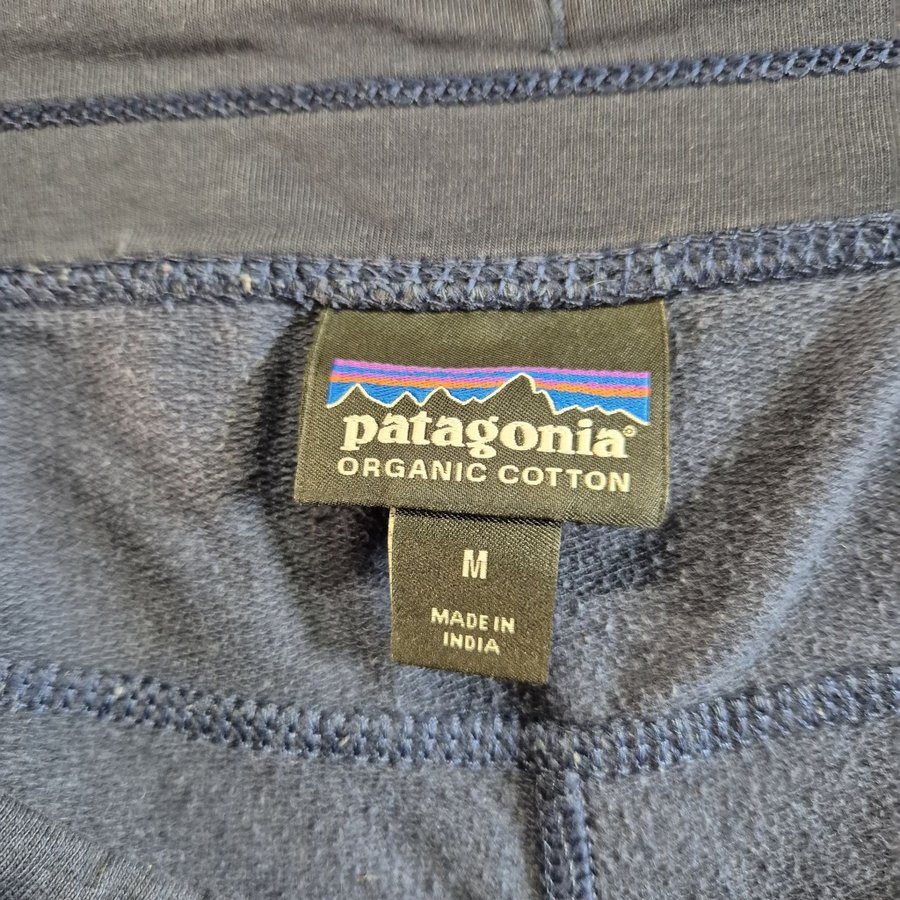 patagonia®
ORGANIC COTTON
M
MADE IN
INDIA